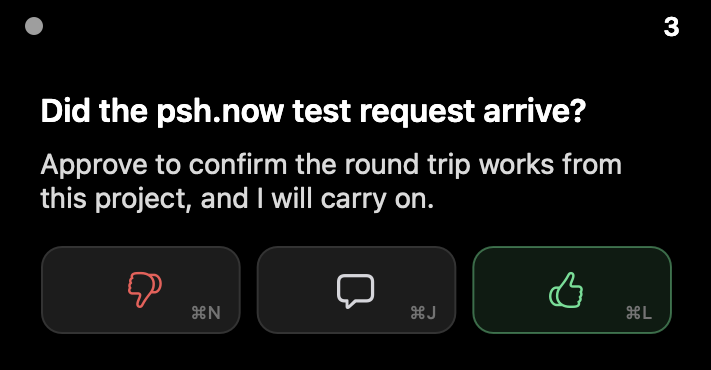 3
Did the psh.now test request arrive?
Approve to confirm the round trip works from
this project, and I will carry on.
⌘N
⌘J
⌘L